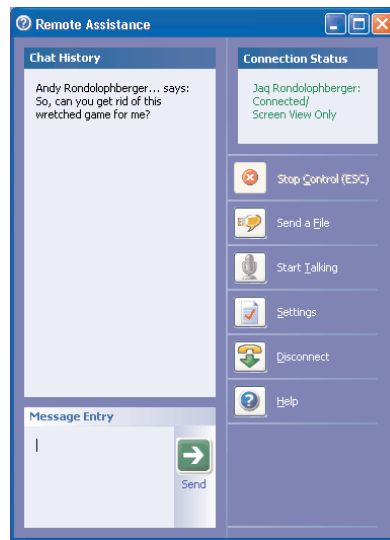 Remote Assistance
Chat History
Andy Rondolophberger... says:
So, can you get rid of this
wretched game for me?
Message Entry
Send
Connection Status
Jaq Rondolophberger:
Connected/
Screen View Only
Stop Control (ESC)
Send a File
Start Talking
Settings
Disconnect
Help